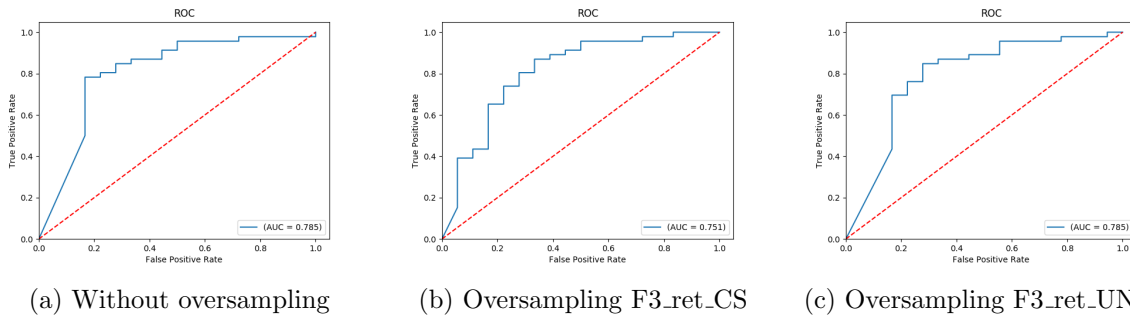 ROC
True Positive Rate
1.0
0.8
0.6
0.4
0.2
0.0
0.0 0.2 0.4 0.6 0.8 1.0
False Positive Rate
(AUC = 0.785)
(a) Without oversampling
ROC
True Positive Rate
1.0
0.8
0.6
0.4
0.2
0.0
0.0 0.2 0.4 0.6 0.8 1.0
False Positive Rate
(AUC = 0.751)
(b) Oversampling F3_ret_CS
ROC
True Positive Rate
1.0
0.8
0.6
0.4
0.2
0.0
0.0 0.2 0.4 0.6 0.8 1.0
False Positive Rate
(AUC = 0.785)
(c) Oversampling F3_ret_UN